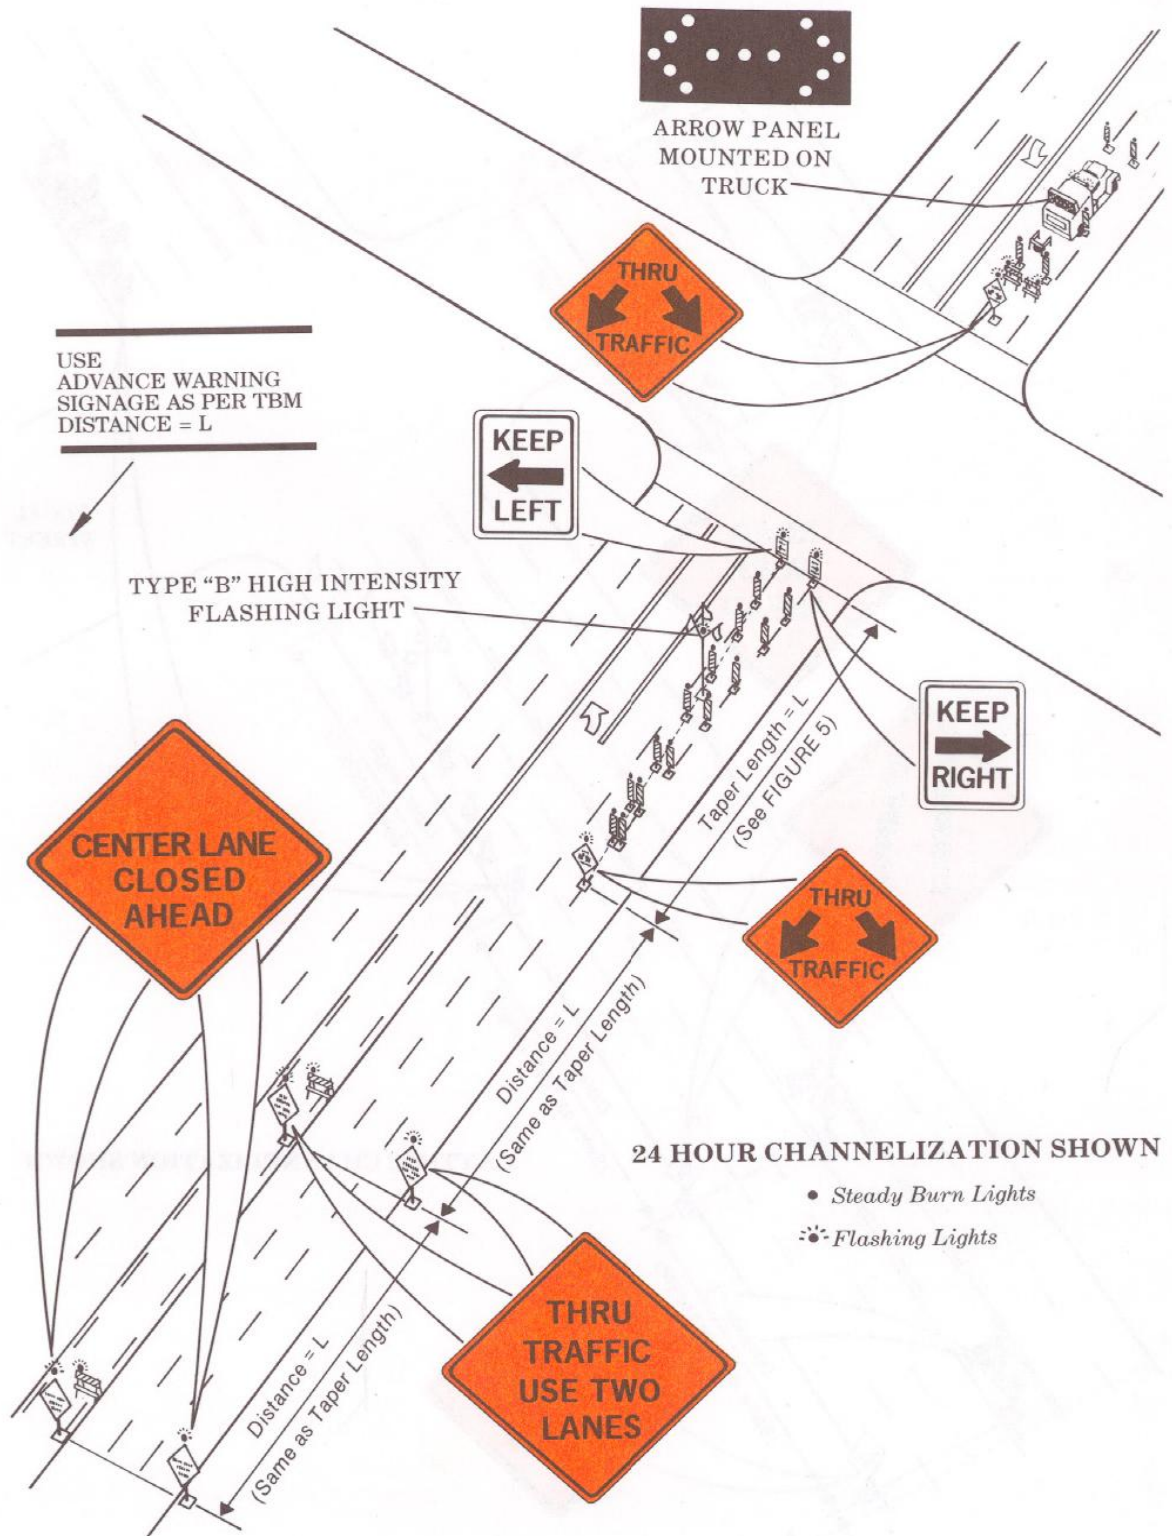 ARROW PANEL
MOUNTED ON
TRUCK
THRU
TRAFFIC
USE
ADVANCE WARNING
SIGNAGE AS PER TBM
DISTANCE = L
KEEP
LEFT
TYPE “B” HIGH INTENSITY
FLASHING LIGHT
KEEP
RIGHT
Taper Length = L
(See FIGURE 5)
CENTER LANE
CLOSED
AHEAD
THRU
TRAFFIC
Distance = L
(Same as Taper Length)
24 HOUR CHANNELIZATION SHOWN
Steady Burn Lights
Flashing Lights
THRU
TRAFFIC
USE TWO
LANES
Distance = L
(Same as Taper Length)